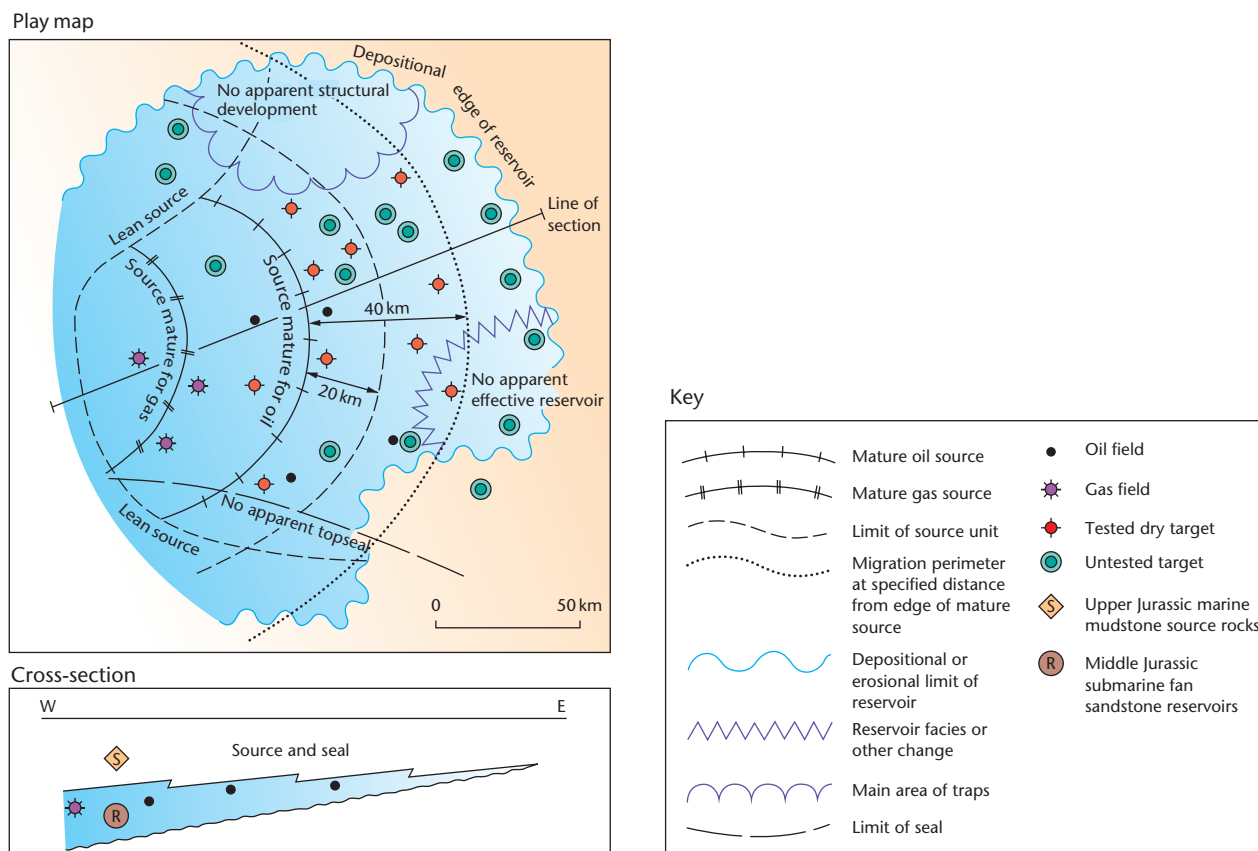 Play map
Depositional
edge of reservoir
No apparent structural
development
Lean source
Line of
section
Source mature for gas
Source mature for oil
40 km
20 km
No apparent
effective reservoir
No apparent topseal
Lean source
0
50 km
Cross-section
W
E
Source and seal
S
R
Key
Mature oil source
Mature gas source
Limit of source unit
Migration perimeter
at specified distance
from edge of mature
source
Depositional or
erosional limit of
reservoir
Reservoir facies or
other change
Main area of traps
Limit of seal
Oil field
Gas field
Tested dry target
Untested target
S
Upper Jurassic marine
mudstone source rocks
R
Middle Jurassic
submarine fan
sandstone reservoirs